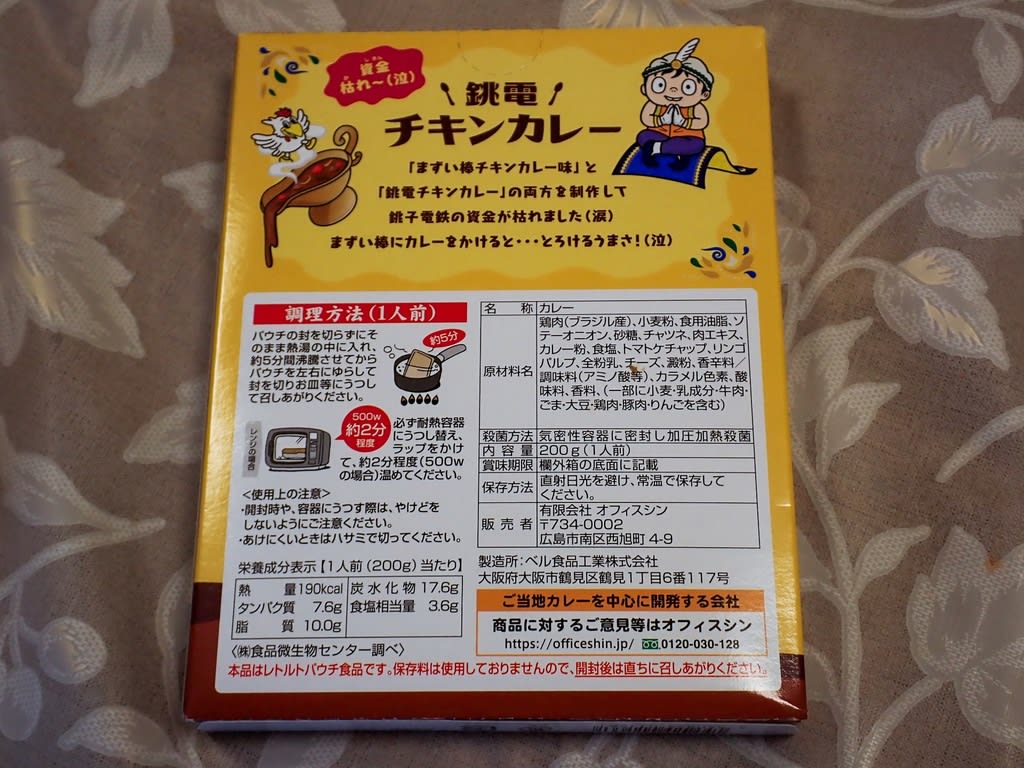 資金
枯れ～(泣)
銚電
チキンカレー
「まずい棒チキンカレー味」と
「銚電チキンカレー」の両方を制作して
銚子電鉄の資金が枯れました(涙)
まずい棒にカレーをかけると・・・とろけるうまさ!(泣)
調理方法(1人前)
パウチの封を切らずにそ
のまま熱湯の中に入れ、
約5分間沸騰させてから
パウチを左右にゆらして
封を切りお皿等にうつし
て召しあがりください。
約5分
レンジの場合
500w
約2分
程度
必ず耐熱容器
にうつし替え、
ラップをかけ
て、約2分程度(500w
の場合)温めてください。
<使用上の注意>
・開封時や、容器にうつす際は、やけどを
しないようにご注意ください。
・あけにくいときはハサミで切ってください。
栄養成分表示【1人前(200g)当たり】
熱量190kcal 炭水化物17.6g
タンパク質 7.6g 食塩相当量 3.6g
脂質 10.0g
〈㈱食品微生物センター調べ〉
名称 カレー
原材料名 鶏肉(ブラジル産)、小麦粉、食用油脂、ソ
テーオニオン、砂糖、チャツネ、肉エキス、
カレー粉、食塩、トマトケチャップ、リンゴ
パルプ、全粉乳、チーズ、澱粉、香辛料／
調味料(アミノ酸等)、カラメル色素、酸
味料、香料、(一部に小麦・乳成分・牛肉・
ごま・大豆・鶏肉・豚肉・りんごを含む)
殺菌方法 気密性容器に密封し加圧加熱殺菌
内容量 200g(1人前)
賞味期限 欄外箱の底面に記載
保存方法 直射日光を避け、常温で保存して
ください。
販売者 有限会社 オフィスシン
〒734-0002
広島市南区西旭町 4-9
製造所:ベル食品工業株式会社
大阪府大阪市鶴見区鶴見1丁目6番117号
ご当地カレーを中心に開発する会社
商品に対するご意見等はオフィスシン
https://officeshin.jp/ 0120-030-128
本品はレトルトパウチ食品です。保存料は使用しておりませんので、開封後は直ちに召しあがりください。